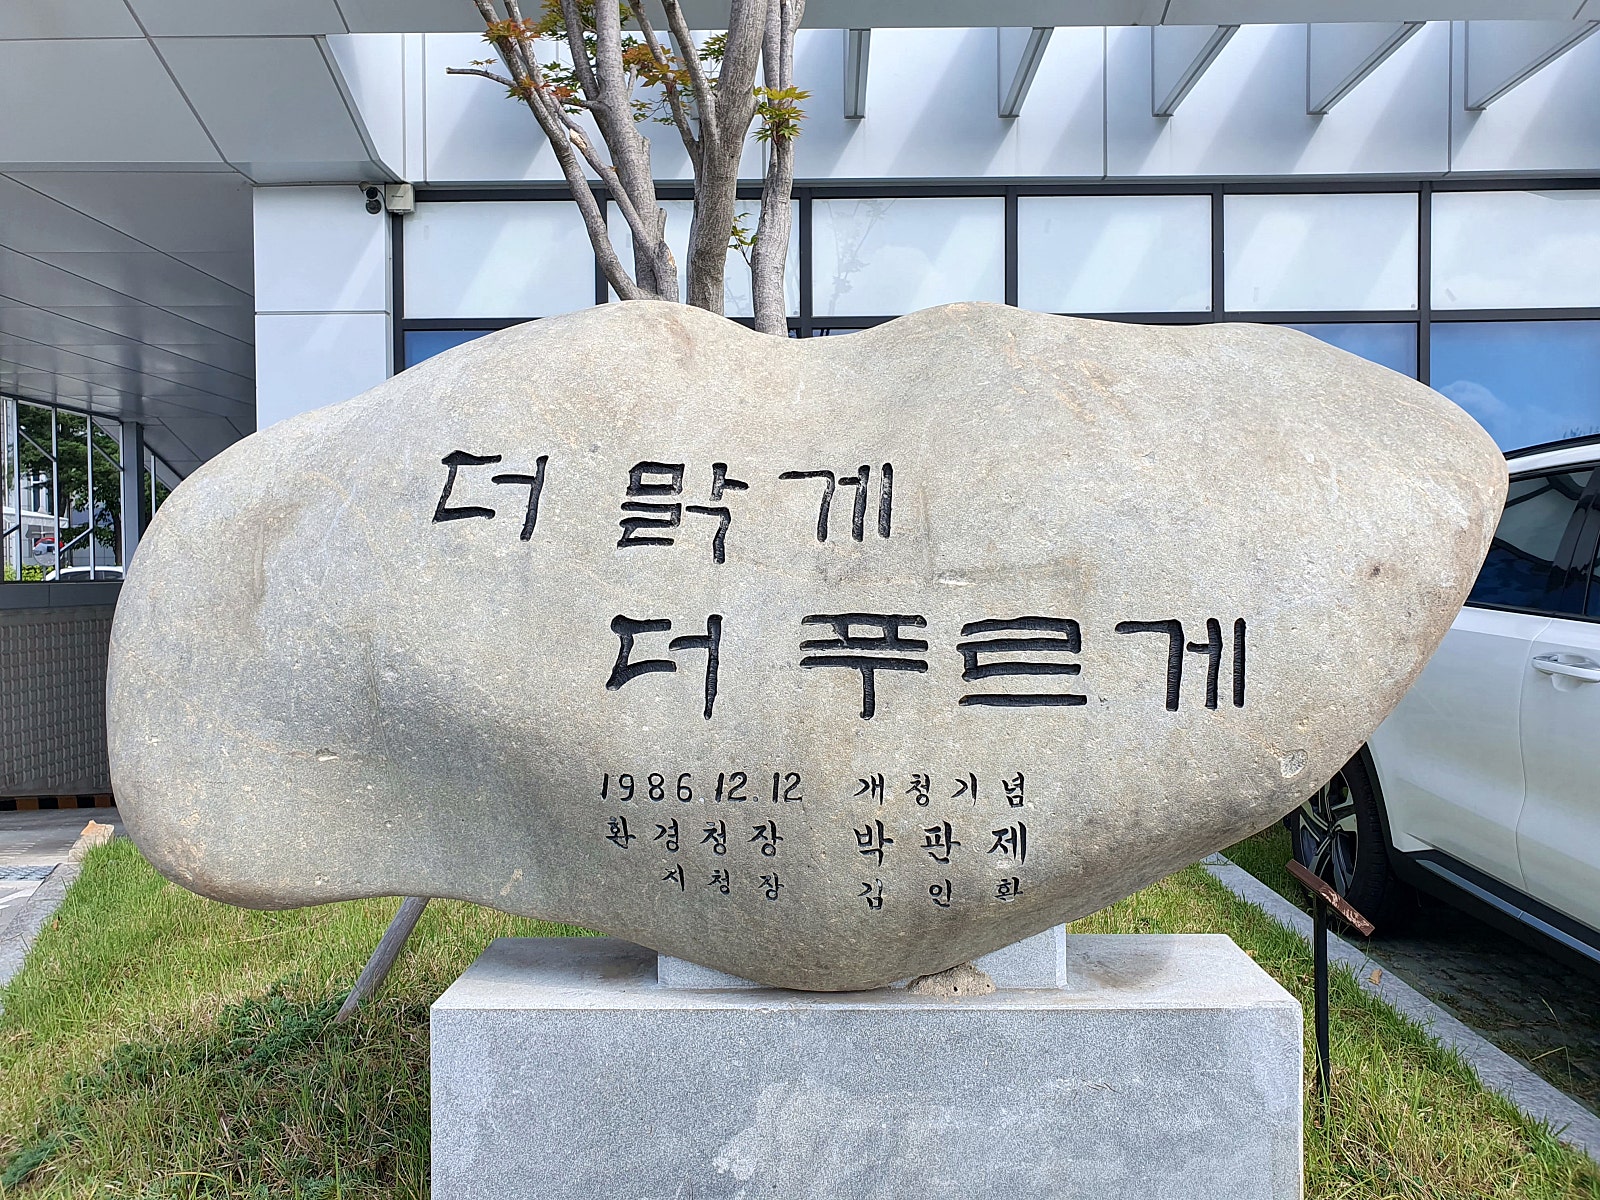 더 맑게
더 푸르게
1986.12.12 개청기념
환경청장 박판제
지청장 김인환